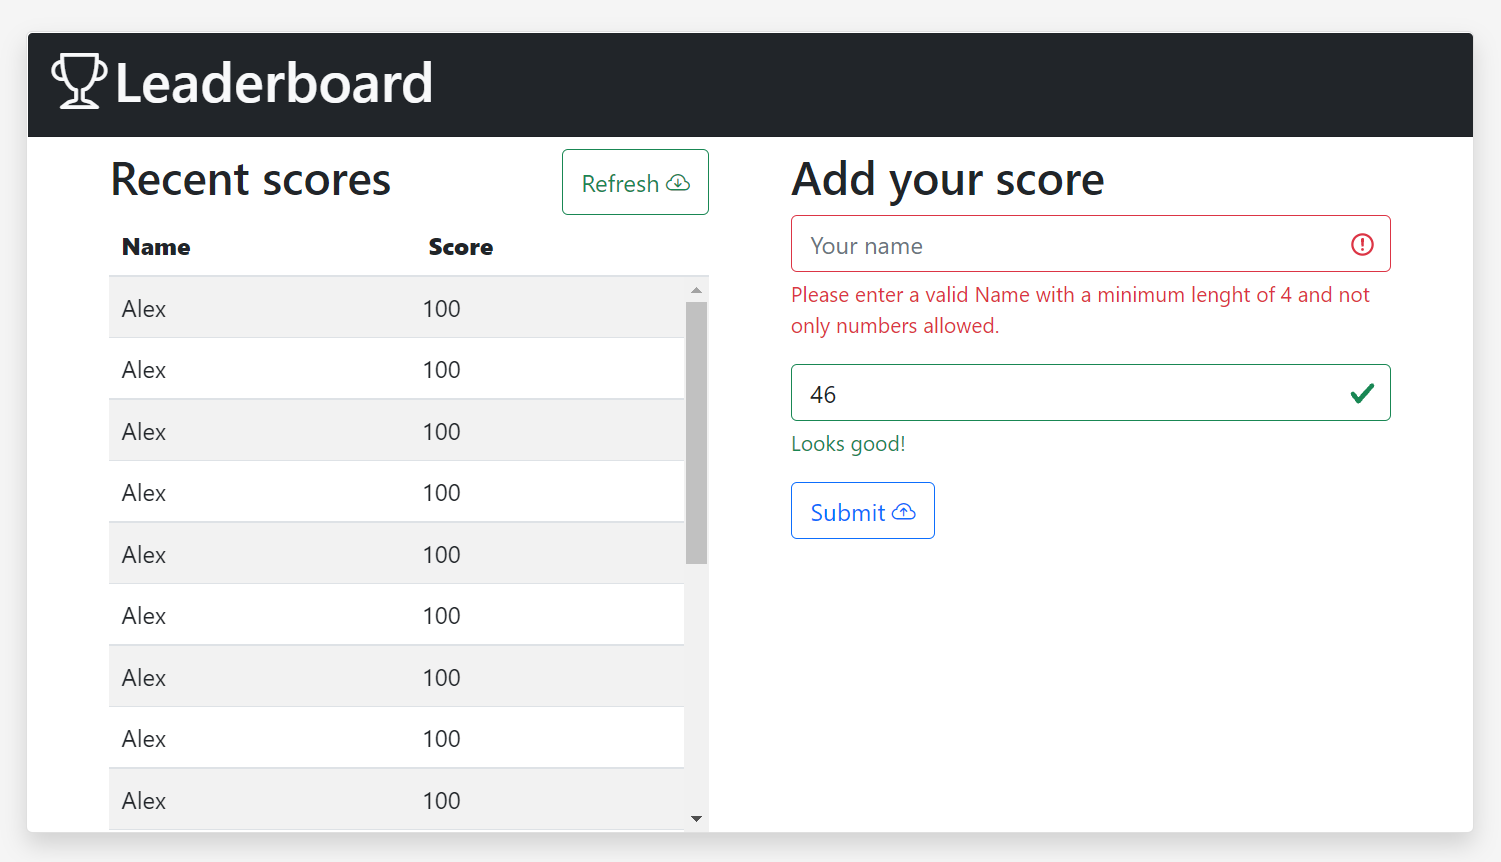 Leaderboard
Recent scores
Refresh
Name Score
Alex 100
Alex 100
Alex 100
Alex 100
Alex 100
Alex 100
Alex 100
Alex 100
Alex 100
Add your score
Your name
Please enter a valid Name with a minimum lenght of 4 and not
only numbers allowed.
46
Looks good!
Submit